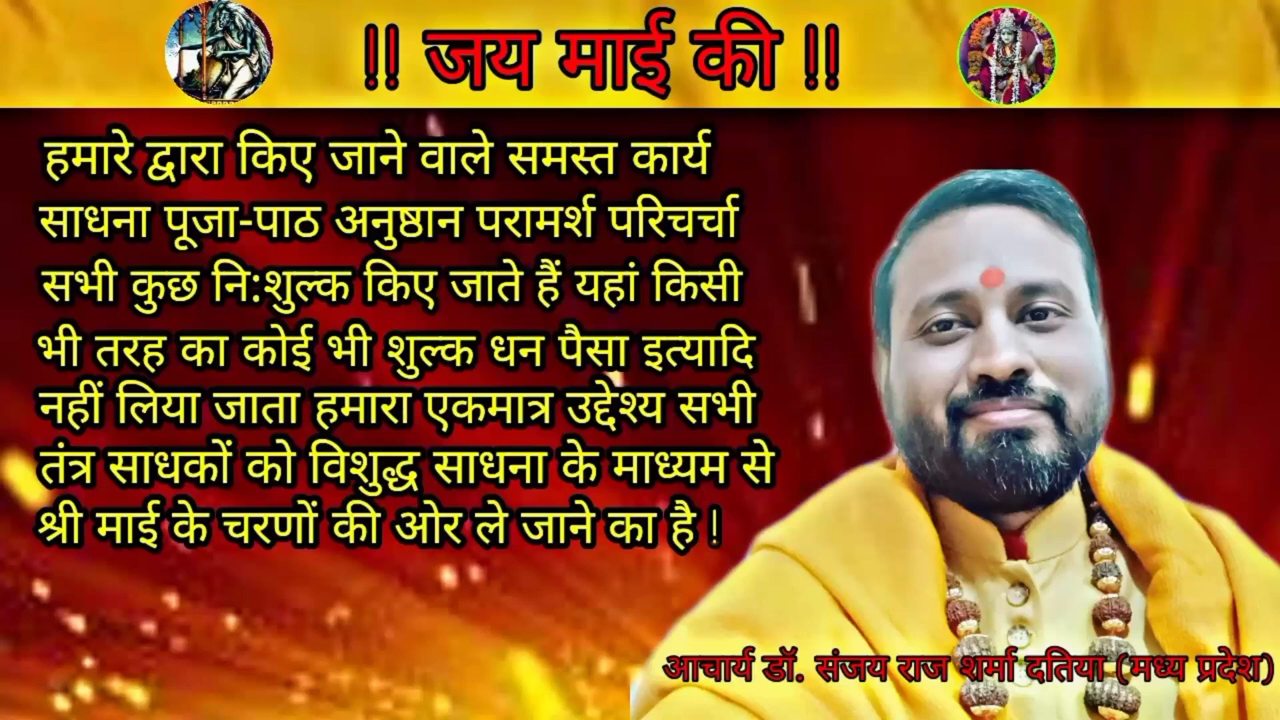 !! जय माई की !!
हमारे द्वारा किए जाने वाले समस्त कार्य
साधना पूजा-पाठ अनुष्ठान परामर्श परिचर्चा
सभी कुछ नि:शुल्क किए जाते हैं यहां किसी
भी तरह का कोई भी शुल्क धन पैसा इत्यादि
नहीं लिया जाता हमारा एकमात्र उद्देश्य सभी
तंत्र साधकों को विशुद्ध साधना के माध्यम से
श्री माई के चरणों की ओर ले जाने का है !
आचार्य डॉ. संजय राज शर्मा दतिया (मध्य प्रदेश)